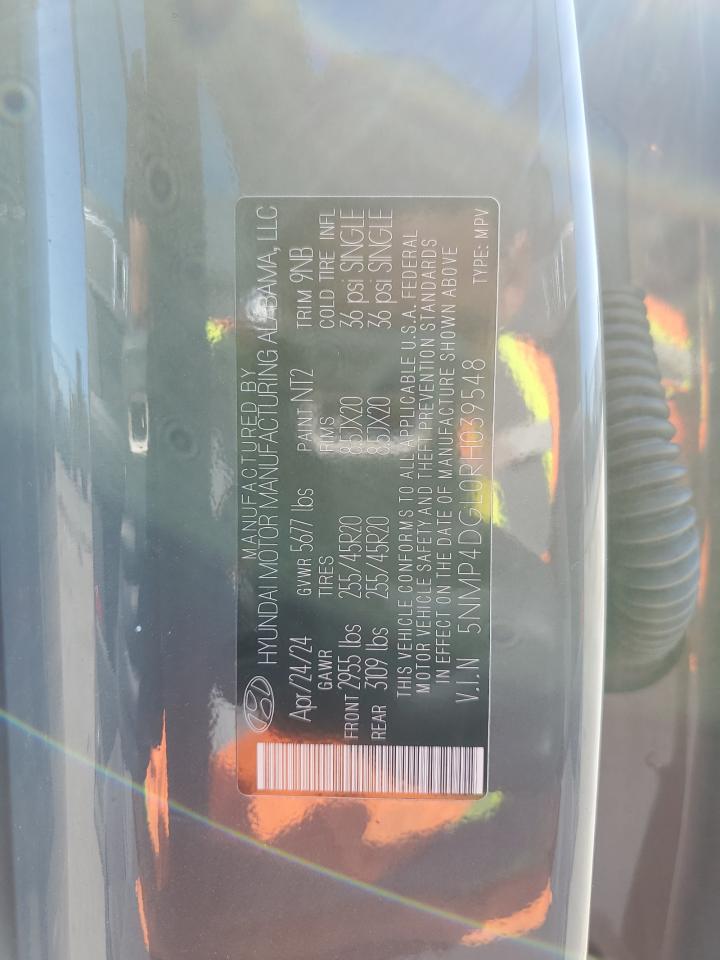 MANUFACTURED BY
HYUNDAI MOTOR MANUFACTURING ALABAMA, LLC
Apr/24/24 GVWR 5677 lbs PAINT NT2 TRIM 9NB
GAWR TIRES RIMS COLD TIRE INFL
FRONT 2955 lbs 255/45R20 8.5JX20 36 psi SINGLE
REAR 3109 lbs 255/45R20 8.5JX20 36 psi SINGLE
THIS VEHICLE CONFORMS TO ALL APPLICABLE U.S.A. FEDERAL
MOTOR VEHICLE SAFETY AND THEFT PREVENTION STANDARDS
IN EFFECT ON THE DATE OF MANUFACTURE SHOWN ABOVE
V.I.N 5NMP4DGL0RH039548 TYPE: MPV